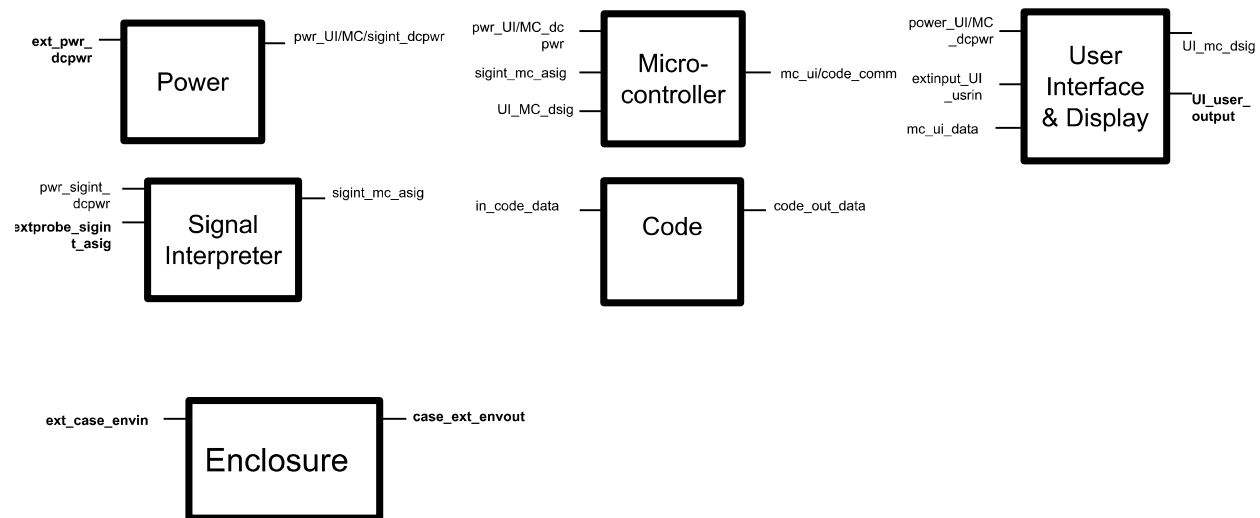 ext_pwr_
dcpwr
Power
pwr_UI/MC/sigint_dcpwr
pwr_UI/MC_dc
pwr
sigint_mc_asig
UI_MC_dsig
Micro-
controller
mc_ui/code_comm
power_UI/MC
_dcpwr
extinput_UI
_usrin
mc_ui_data
User
Interface
& Display
UI_mc_dsig
UI_user_
output
pwr_sigint_
dcpwr
extprobe_sigin
t_asig
Signal
Interpreter
sigint_mc_asig
in_code_data
Code
code_out_data
ext_case_envin
Enclosure
case_ext_envout